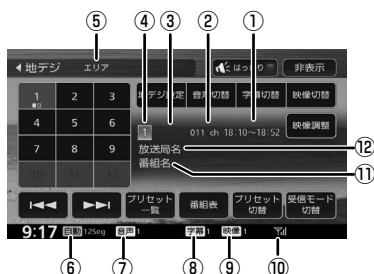 ⑤ ④ ③ ② ①
地デジ エリア はっきり 非表示
1 2 3 地デジ設定 音声切替 字幕切替 映像切替
4 5 6 1 011 ch 18:10~18:52 映像調整
7 8 9 放送局名 ⑫
10 11 12 番組名 ⑪
プリセット一覧 番組表 プリセット切替 受信モード切替
9:17 自動 12Seg 音声 1 字幕 1 映像 1
⑥ ⑦ ⑧ ⑨ ⑩